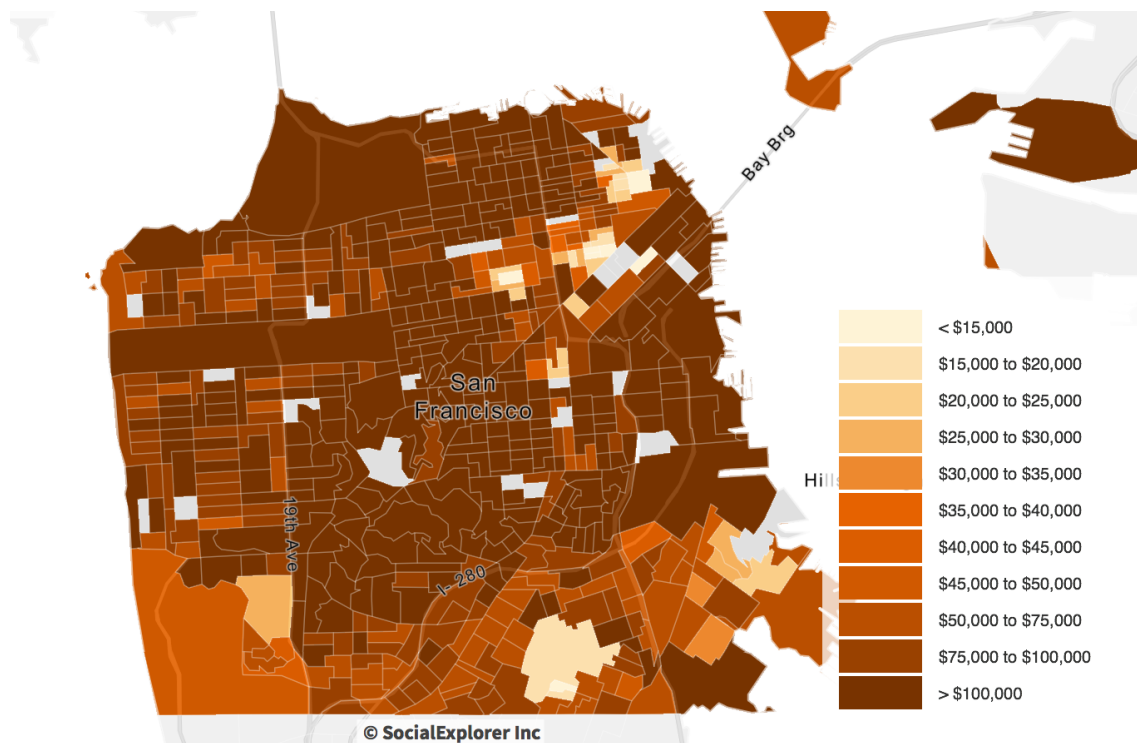 Bay Brg
San
Francisco
19th Ave
I- 280
< $15,000
$15,000 to $20,000
$20,000 to $25,000
$25,000 to $30,000
$30,000 to $35,000
$35,000 to $40,000
$40,000 to $45,000
$45,000 to $50,000
$50,000 to $75,000
$75,000 to $100,000
> $100,000
© SocialExplorer Inc